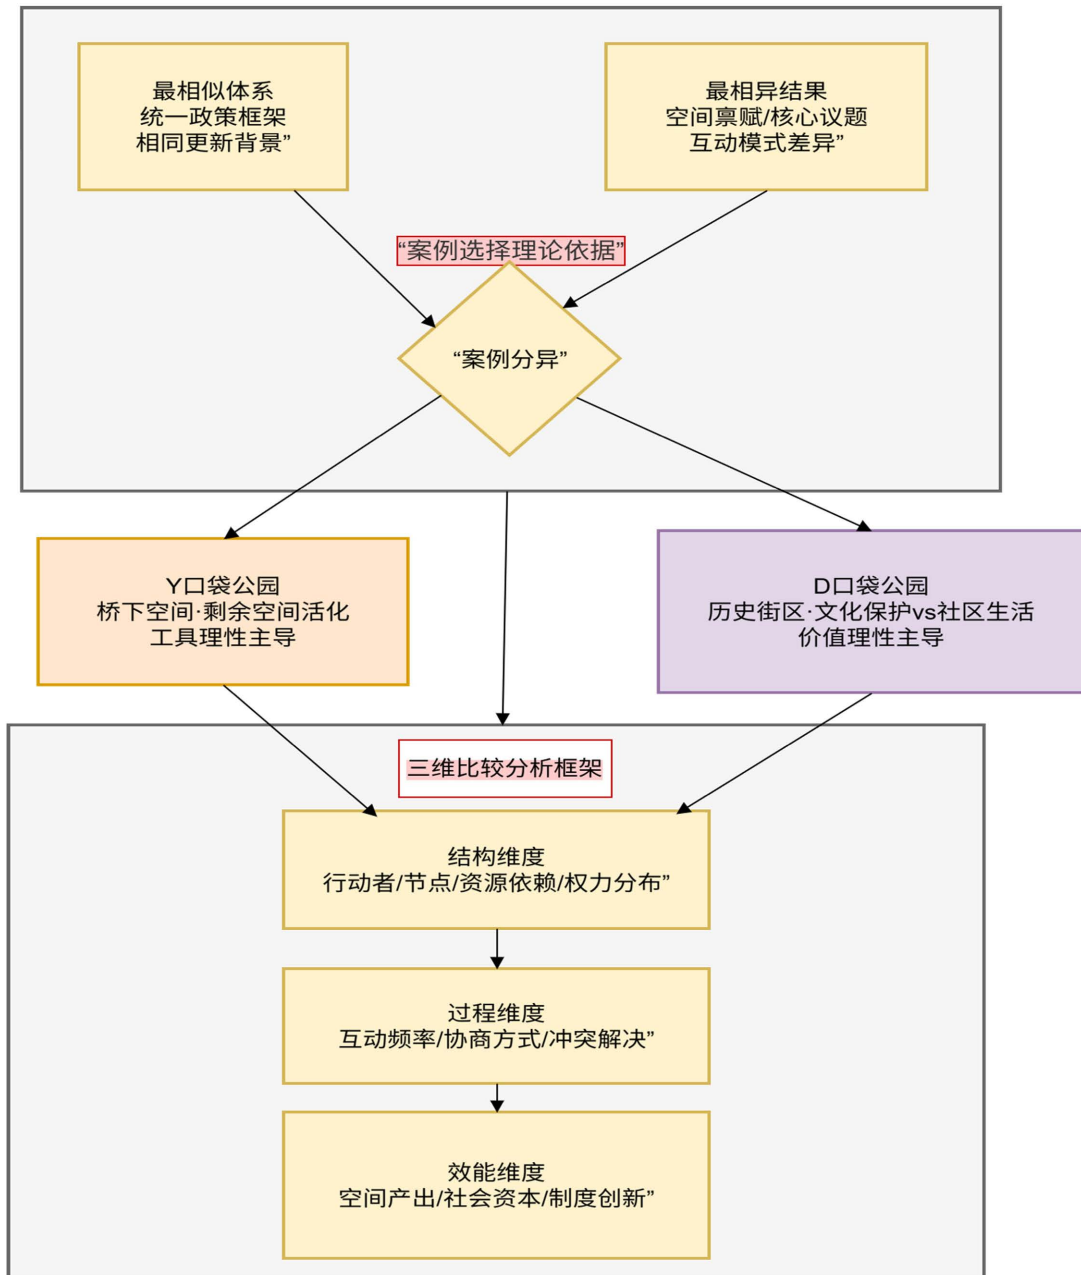 最相似体系
统一政策框架
相同更新背景”
最相异结果
空间禀赋/核心议题
互动模式差异”
“案例选择理论依据”
“案例分异”
Y口袋公园
桥下空间·剩余空间活化
工具理性主导
D口袋公园
历史街区·文化保护vs社区生活
价值理性主导
三维比较分析框架
结构维度
行动者/节点/资源依赖/权力分布”
过程维度
互动频率/协商方式/冲突解决”
效能维度
空间产出/社会资本/制度创新”